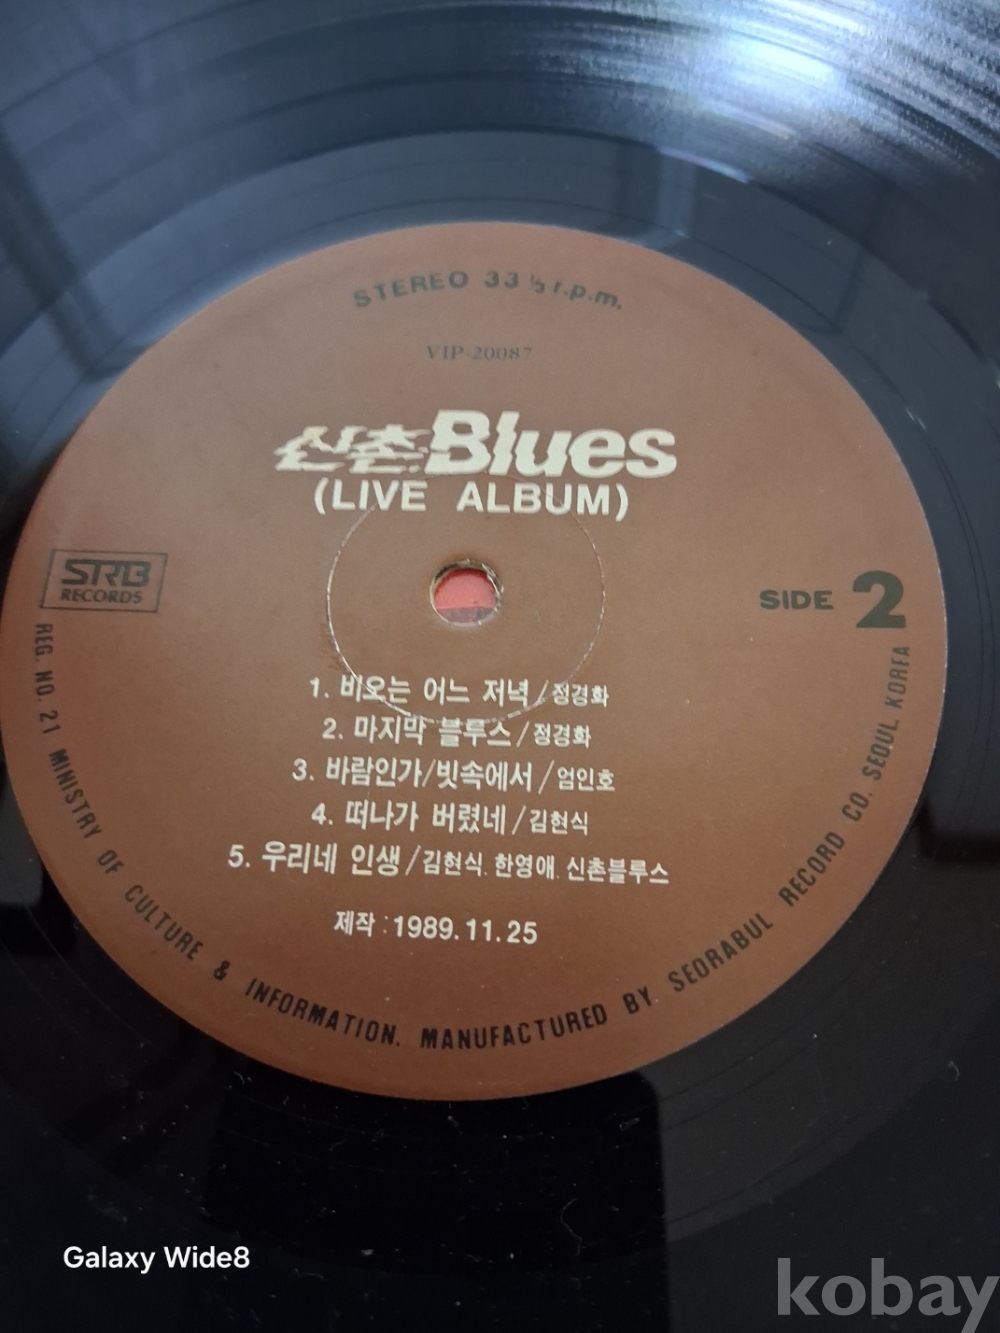 STEREO 33 ⅓ r.p.m.
VIP-20087
신촌Blues
(LIVE ALBUM)
STRB
RECORDS
SIDE 2
1. 비오는 어느 저녁/정경화
2. 마지막 블루스/정경화
3. 바람인가/빗속에서/엄인호
4. 떠나가 버렸네/김현식
5. 우리네 인생/김현식. 한영애. 신촌블루스
제작:1989.11.25
REG. NO. 21 MINISTRY OF CULTURE & INFORMATION. MANUFACTURED BY. SEORABUL RECORD CO. SEOUL KOREA
Galaxy Wide8
kobay